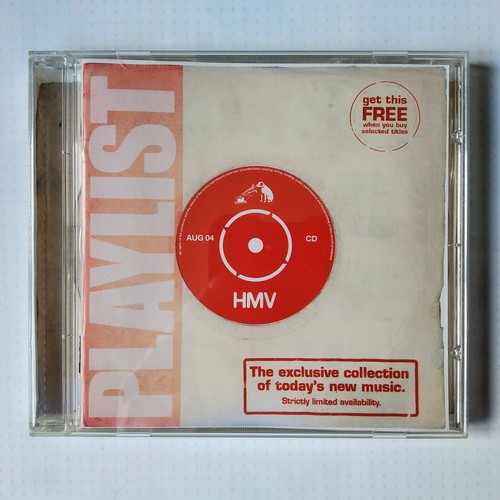 PLAYLIST
get this
FREE
when you buy
selected titles
AUG 04
CD
HMV
The exclusive collection
of today's new music.
Strictly limited availability.